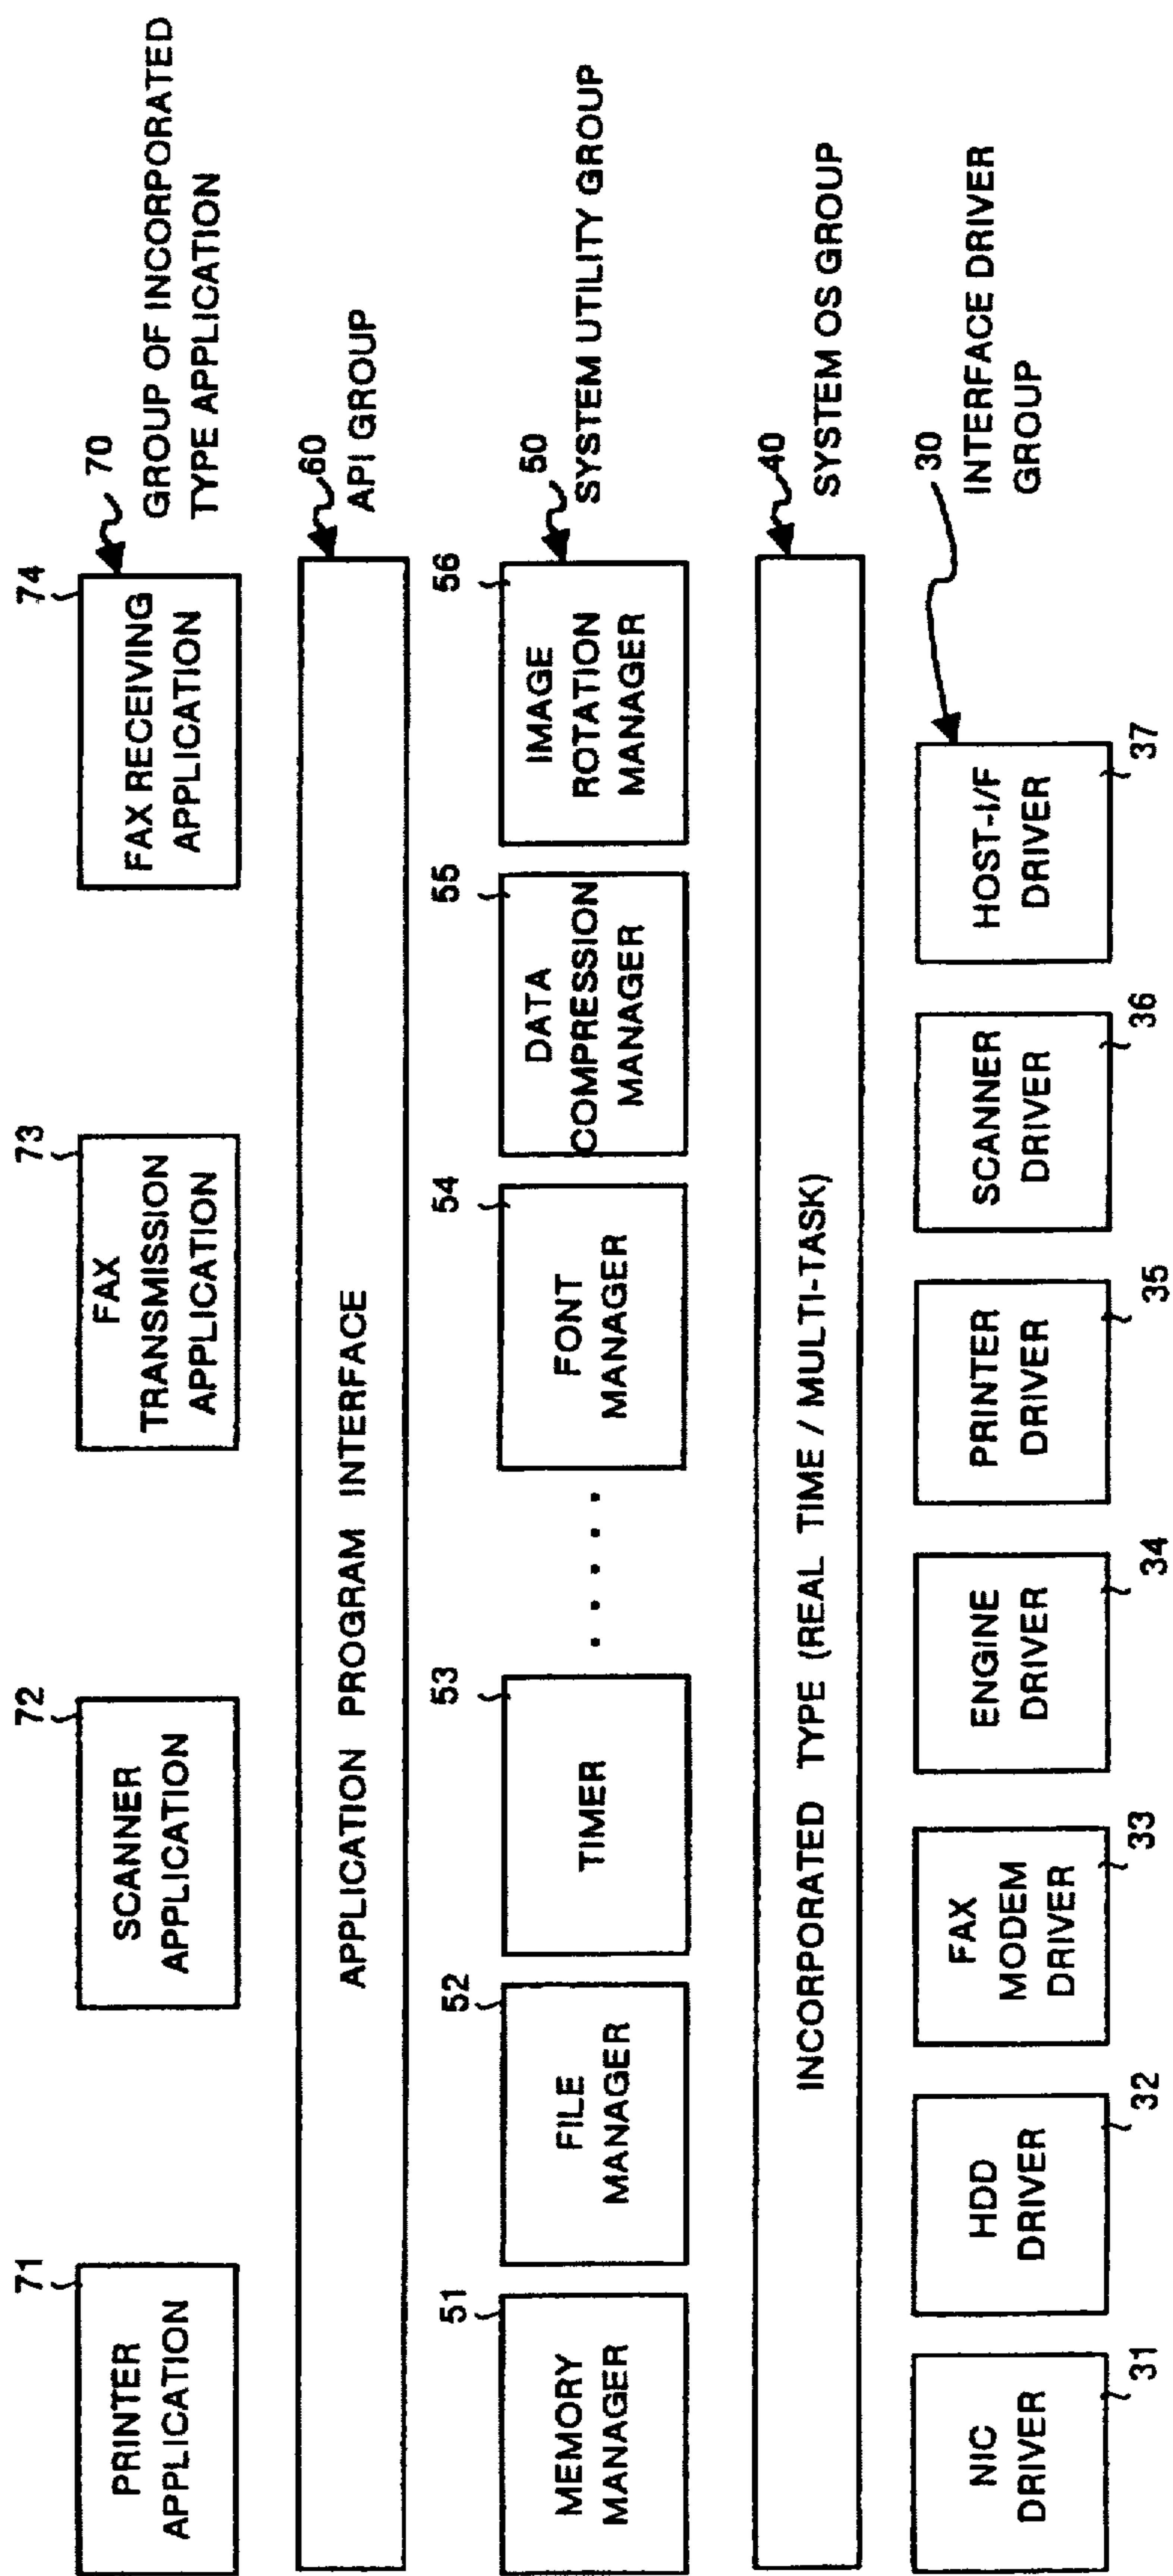 71
PRINTER
APPLICATION
72
SCANNER
APPLICATION
73
FAX
TRANSMISSION
APPLICATION
74
FAX RECEIVING
APPLICATION
70
GROUP OF INCORPORATED
TYPE APPLICATION
APPLICATION PROGRAM INTERFACE
60
API GROUP
51
MEMORY
MANAGER
52
FILE
MANAGER
53
TIMER
. . . . .
54
FONT
MANAGER
55
DATA
COMPRESSION
MANAGER
56
IMAGE
ROTATION
MANAGER
50
SYSTEM UTILITY GROUP
INCORPORATED TYPE (REAL TIME / MULTI-TASK)
40
SYSTEM OS GROUP
NIC
DRIVER
31
HDD
DRIVER
32
FAX
MODEM
DRIVER
33
ENGINE
DRIVER
34
PRINTER
DRIVER
35
SCANNER
DRIVER
36
HOST-I/F
DRIVER
37
30
INTERFACE DRIVER
GROUP